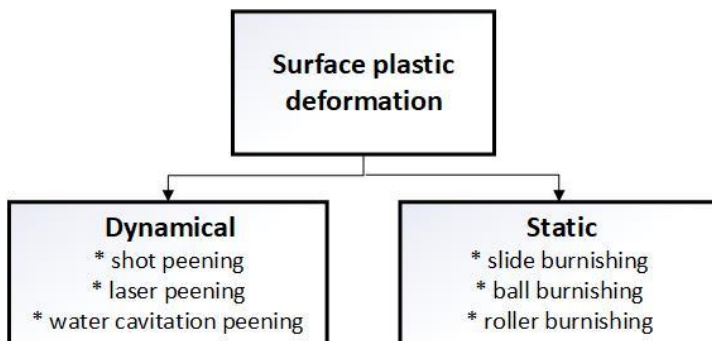 Surface plastic
deformation
Dynamical
* shot peening
* laser peening
* water cavitation peening
Static
* slide burnishing
* ball burnishing
* roller burnishing